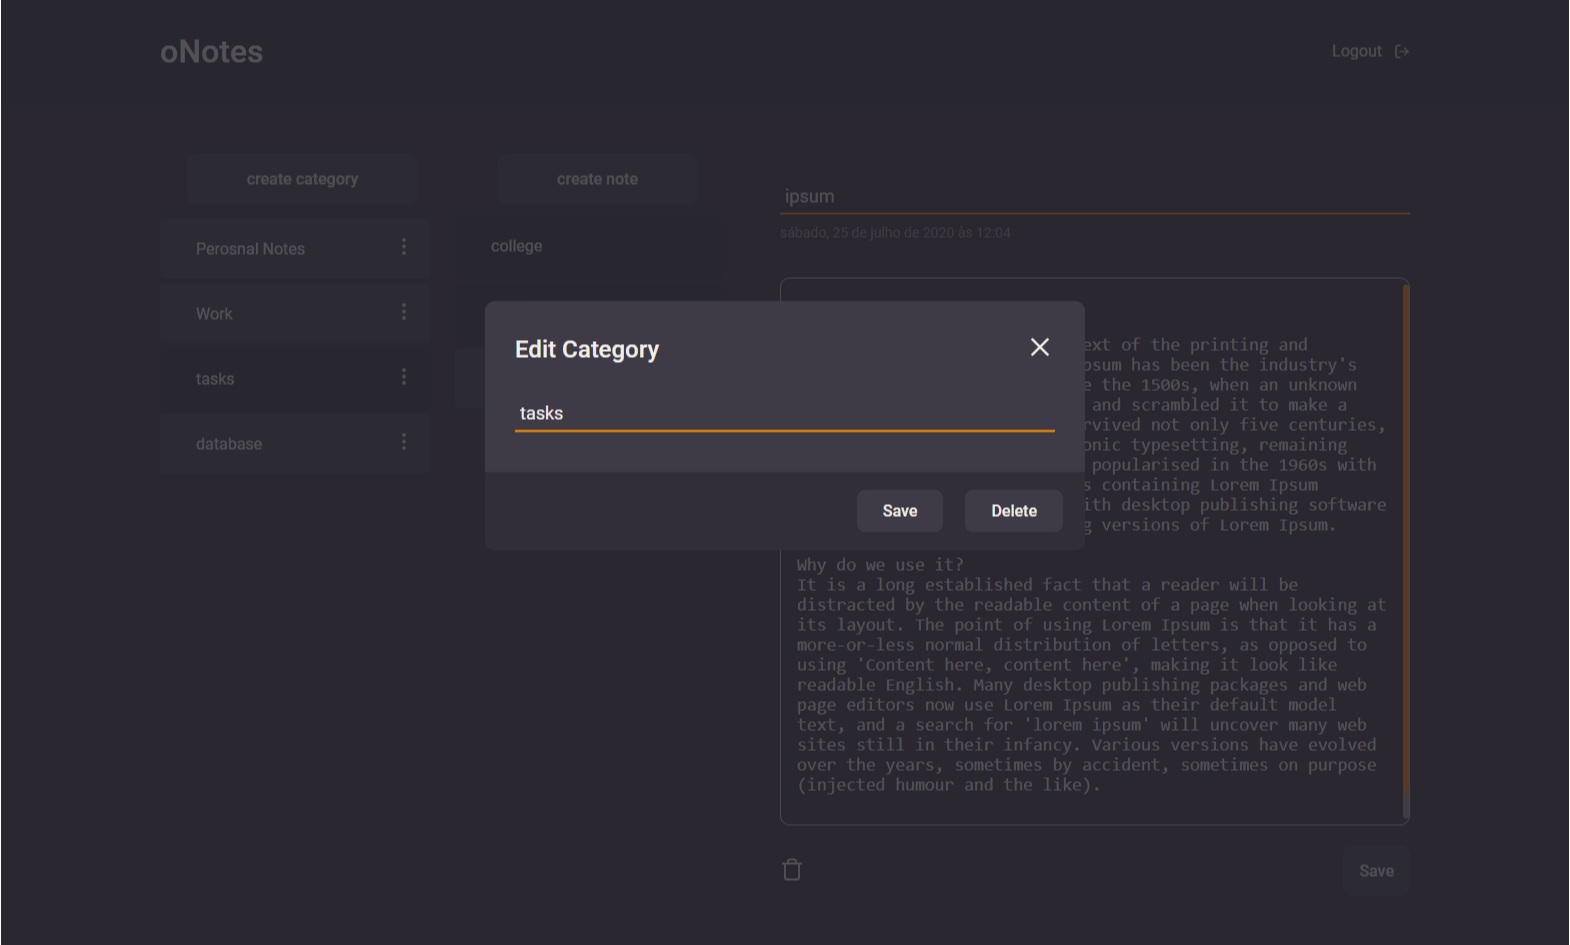 oNotes
Logout
create category
create note
Perosnal Notes
Work
tasks
database
college
ipsum
sábado, 25 de julho de 2020 às 12:04
Edit Category
tasks
Save
Delete
of the printing and
has been the industry's
the 1500s, when an unknown
and scrambled it to make a
not only five centuries,
typesetting, remaining
popularised in the 1960s with
containing Lorem Ipsum
desktop publishing software
versions of Lorem Ipsum.
Why do we use it?
It is a long established fact that a reader will be
distracted by the readable content of a page when looking at
its layout. The point of using Lorem Ipsum is that it has a
more-or-less normal distribution of letters, as opposed to
using 'Content here, content here', making it look like
readable English. Many desktop publishing packages and web
page editors now use Lorem Ipsum as their default model
text, and a search for 'lorem ipsum' will uncover many web
sites still in their infancy. Various versions have evolved
over the years, sometimes by accident, sometimes on purpose
(injected humour and the like).
Save